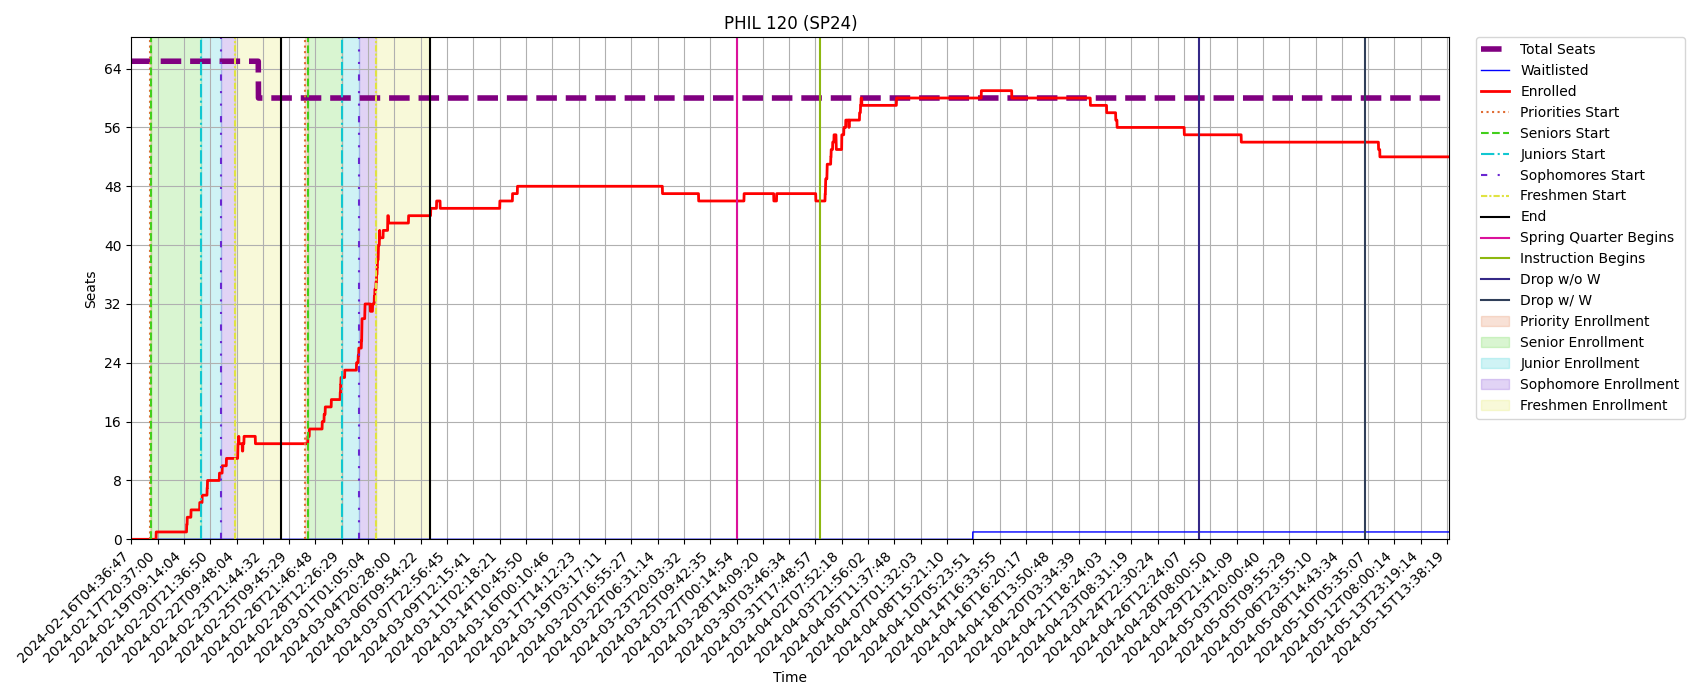 PHIL 120 (SP24)
Seats
64
56
48
40
32
24
16
8
0
2024-02-16T04:36:47
2024-02-17T20:37:00
2024-02-19T09:14:04
2024-02-20T21:36:50
2024-02-22T09:48:04
2024-02-23T21:44:32
2024-02-25T09:45:29
2024-02-26T21:46:48
2024-02-28T12:26:29
2024-03-01T01:05:04
2024-03-04T20:28:00
2024-03-06T09:54:22
2024-03-07T22:56:45
2024-03-09T12:15:41
2024-03-11T02:18:21
2024-03-14T10:45:50
2024-03-16T00:10:46
2024-03-17T14:12:23
2024-03-19T03:17:11
2024-03-20T16:55:27
2024-03-22T06:31:14
2024-03-23T20:03:32
2024-03-25T09:42:35
2024-03-27T00:14:54
2024-03-28T14:09:20
2024-03-30T03:46:34
2024-03-31T17:48:57
2024-04-02T07:52:18
2024-04-03T21:56:02
2024-04-05T11:37:48
2024-04-07T01:32:03
2024-04-08T15:21:10
2024-04-10T05:23:51
2024-04-14T16:33:55
2024-04-16T16:20:17
2024-04-18T13:50:48
2024-04-20T03:34:39
2024-04-21T18:24:03
2024-04-23T08:31:19
2024-04-24T22:30:24
2024-04-26T12:24:07
2024-04-28T08:00:50
2024-04-29T21:41:09
2024-05-03T20:00:40
2024-05-05T09:55:29
2024-05-06T23:55:10
2024-05-08T14:43:34
2024-05-10T05:35:07
2024-05-12T08:00:14
2024-05-13T23:19:14
2024-05-15T13:38:19
Time
Total Seats
Waitlisted
Enrolled
Priorities Start
Seniors Start
Juniors Start
Sophomores Start
Freshmen Start
End
Spring Quarter Begins
Instruction Begins
Drop w/o W
Drop w/ W
Priority Enrollment
Senior Enrollment
Junior Enrollment
Sophomore Enrollment
Freshmen Enrollment